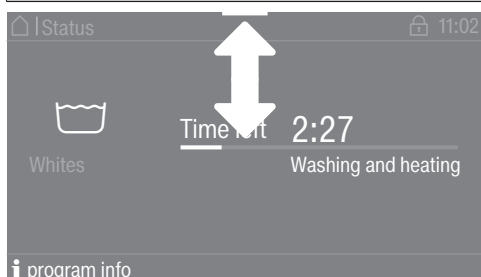 Status 11:02
Time left 2:27
Whites
Washing and heating
program info